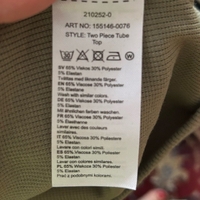 210252-0
ART NO: 155146-0076
STYLE: Two Piece Tube
Top
SV 65% Viskos 30% Polyester
5% Elastan
Tvättas med liknande färger.
EN 65% Viscose 30% Polyester
5% Elastane
Wash with similar colors.
DE 65% Viskose 30% Polyester
5% Elastan
Mit ähnlichen farben waschen.
FR 65% Viscose 30% Polyester
5% Elastane
Laver avec des couleurs
similaires.
IT 65% Viscosa 30% Poliestere
5% Elastan
Lavare con colori simili.
ES 65% Viscosa 30% Poliéster
5% Elastano
Lavar con colores similares.
PL 65% Wiskoza 30% Poliester
5% Elastan
Prać z podobnymi kolorami.